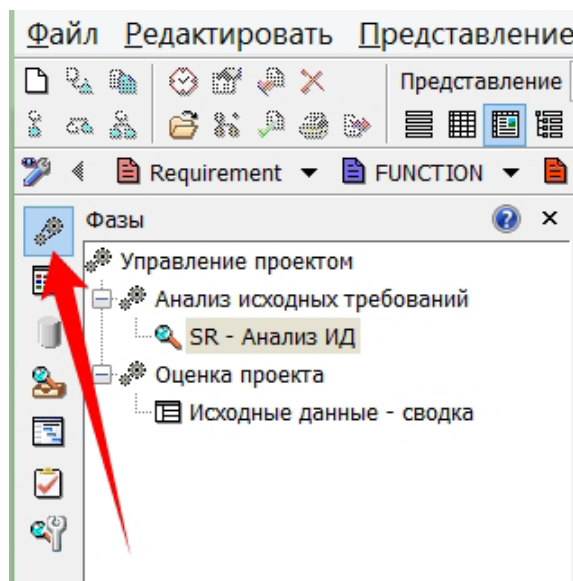 Файл Редактировать Представление
Представление
Requirement FUNCTION
Фазы
Управление проектом
Анализ исходных требований
SR - Анализ ИД
Оценка проекта
Исходные данные - сводка